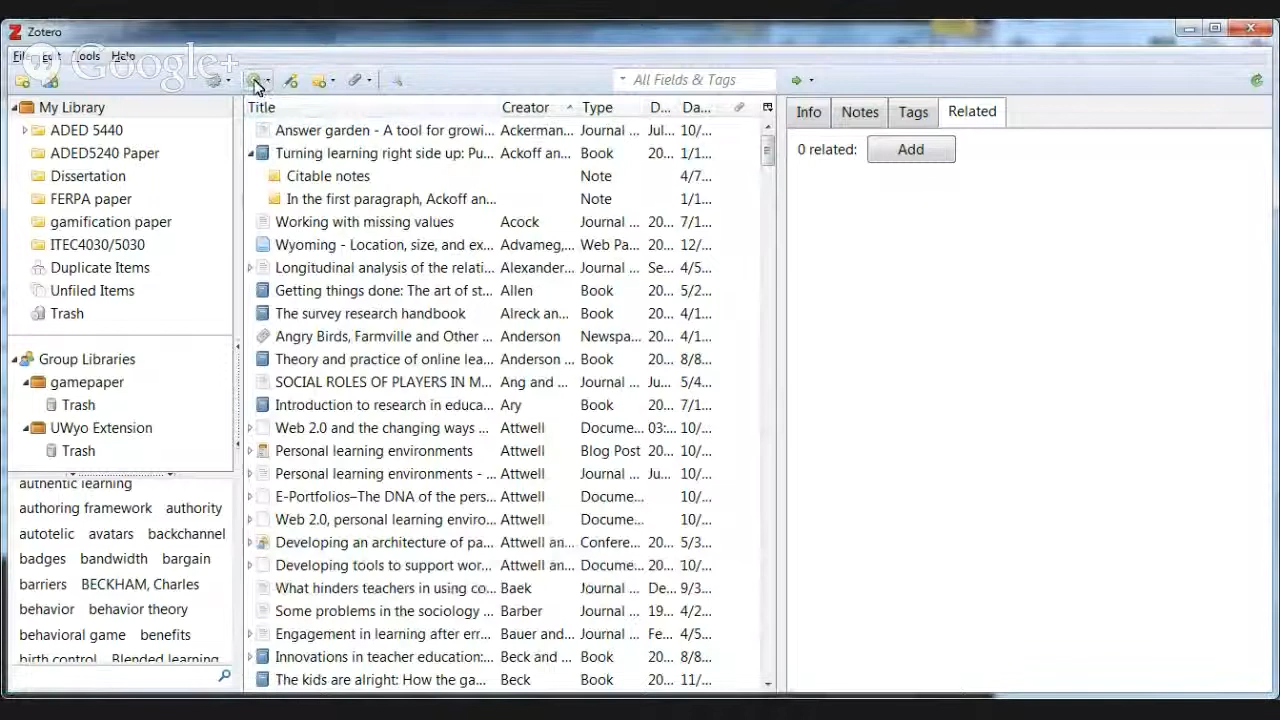 Zotero
Google+
Tools Help
All Fields & Tags
My Library
ADED 5440
ADED5240 Paper
Dissertation
FERPA paper
gamification paper
ITEC4030/5030
Duplicate Items
Unfiled Items
Trash
Group Libraries
gamepaper
Trash
UWyo Extension
Trash
authentic learning
authoring framework authority
autotelic avatars backchannel
badges bandwidth bargain
barriers BECKHAM, Charles
behavior behavior theory
behavioral game benefits
birth control Blended learning
Title Creator Type D... Da...
Answer garden - A tool for growi... Ackerman... Journal ... Jul... 10/...
Turning learning right side up: Pu... Ackoff an... Book 20... 1/1...
Citable notes Note 4/7...
In the first paragraph, Ackoff an... Note 1/1...
Working with missing values Acock Journal ... 20... 7/1...
Wyoming - Location, size, and ex... Advameg,... Web Pa... 20... 12/...
Longitudinal analysis of the relati... Alexander... Journal ... Se... 4/5...
Getting things done: The art of st... Allen Book 20... 5/2...
The survey research handbook Alreck an... Book 20... 4/1...
Angry Birds, Farmville and Other ... Anderson Newspa... 20... 4/1...
Theory and practice of online lea... Anderson ... Book 20... 8/8...
SOCIAL ROLES OF PLAYERS IN M... Ang and ... Journal ... Ju... 5/4...
Introduction to research in educa... Ary Book 20... 7/1...
Web 2.0 and the changing ways ... Attwell Docume... 03:... 10/...
Personal learning environments Attwell Blog Post 20... 10/...
Personal learning environments - ... Attwell Journal ... Ju... 10/...
E-Portfolios–The DNA of the pers... Attwell Docume... 10/...
Web 2.0, personal learning enviro... Attwell Docume... 10/...
Developing an architecture of pa... Attwell an... Confere... 20... 5/3...
Developing tools to support wor... Attwell an... Docume... 20... 10/...
What hinders teachers in using co... Baek Journal ... De... 9/3...
Some problems in the sociology ... Barber Journal ... 19... 4/2...
Engagement in learning after err... Bauer and... Journal ... Fe... 4/5...
Innovations in teacher education:... Beck and ... Book 20... 8/8...
The kids are alright: How the ga... Beck Book 20... 11/...
Info Notes Tags Related
0 related: Add